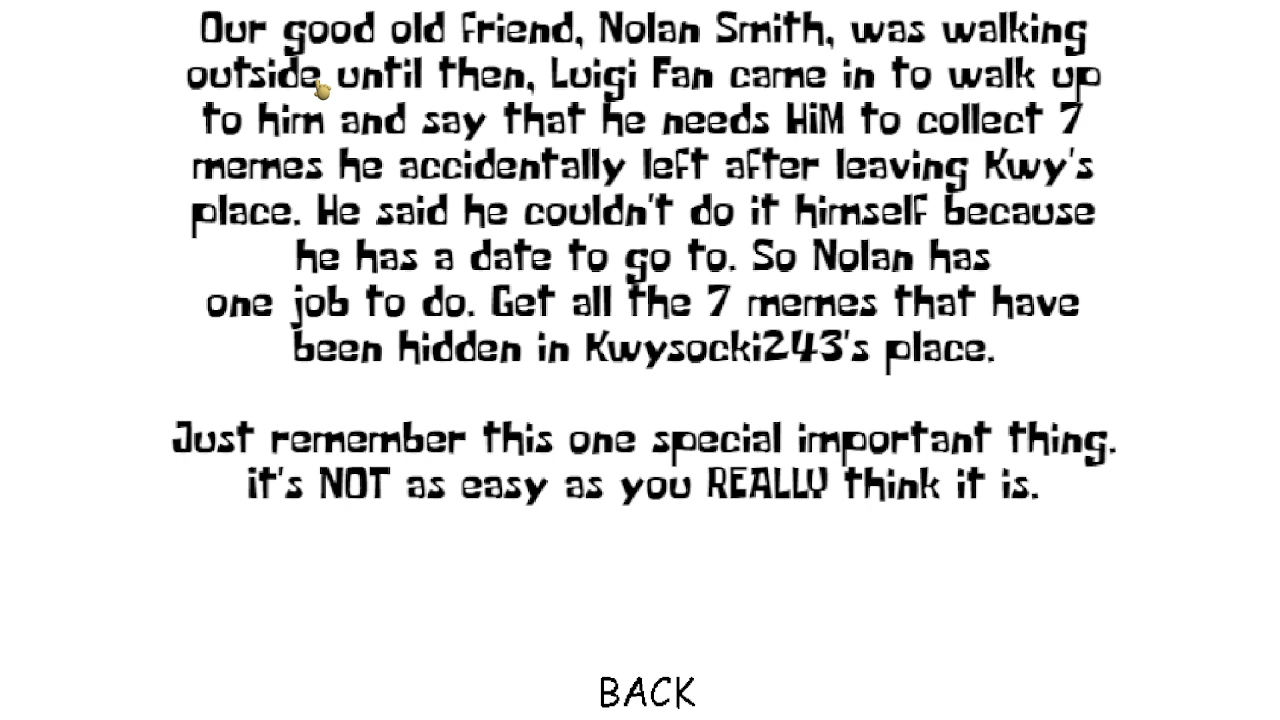 Our good old friend, Nolan Smith, was walking
outside until then, Luigi Fan came in to walk up
to him and say that he needs HiM to collect 7
memes he accidentally left after leaving Kwy's
place. He said he couldn't do it himself because
he has a date to go to. So Nolan has
one job to do. Get all the 7 memes that have
been hidden in Kwysocki243's place.
Just remember this one special important thing.
it's NOT as easy as you REALLY think it is.
BACK